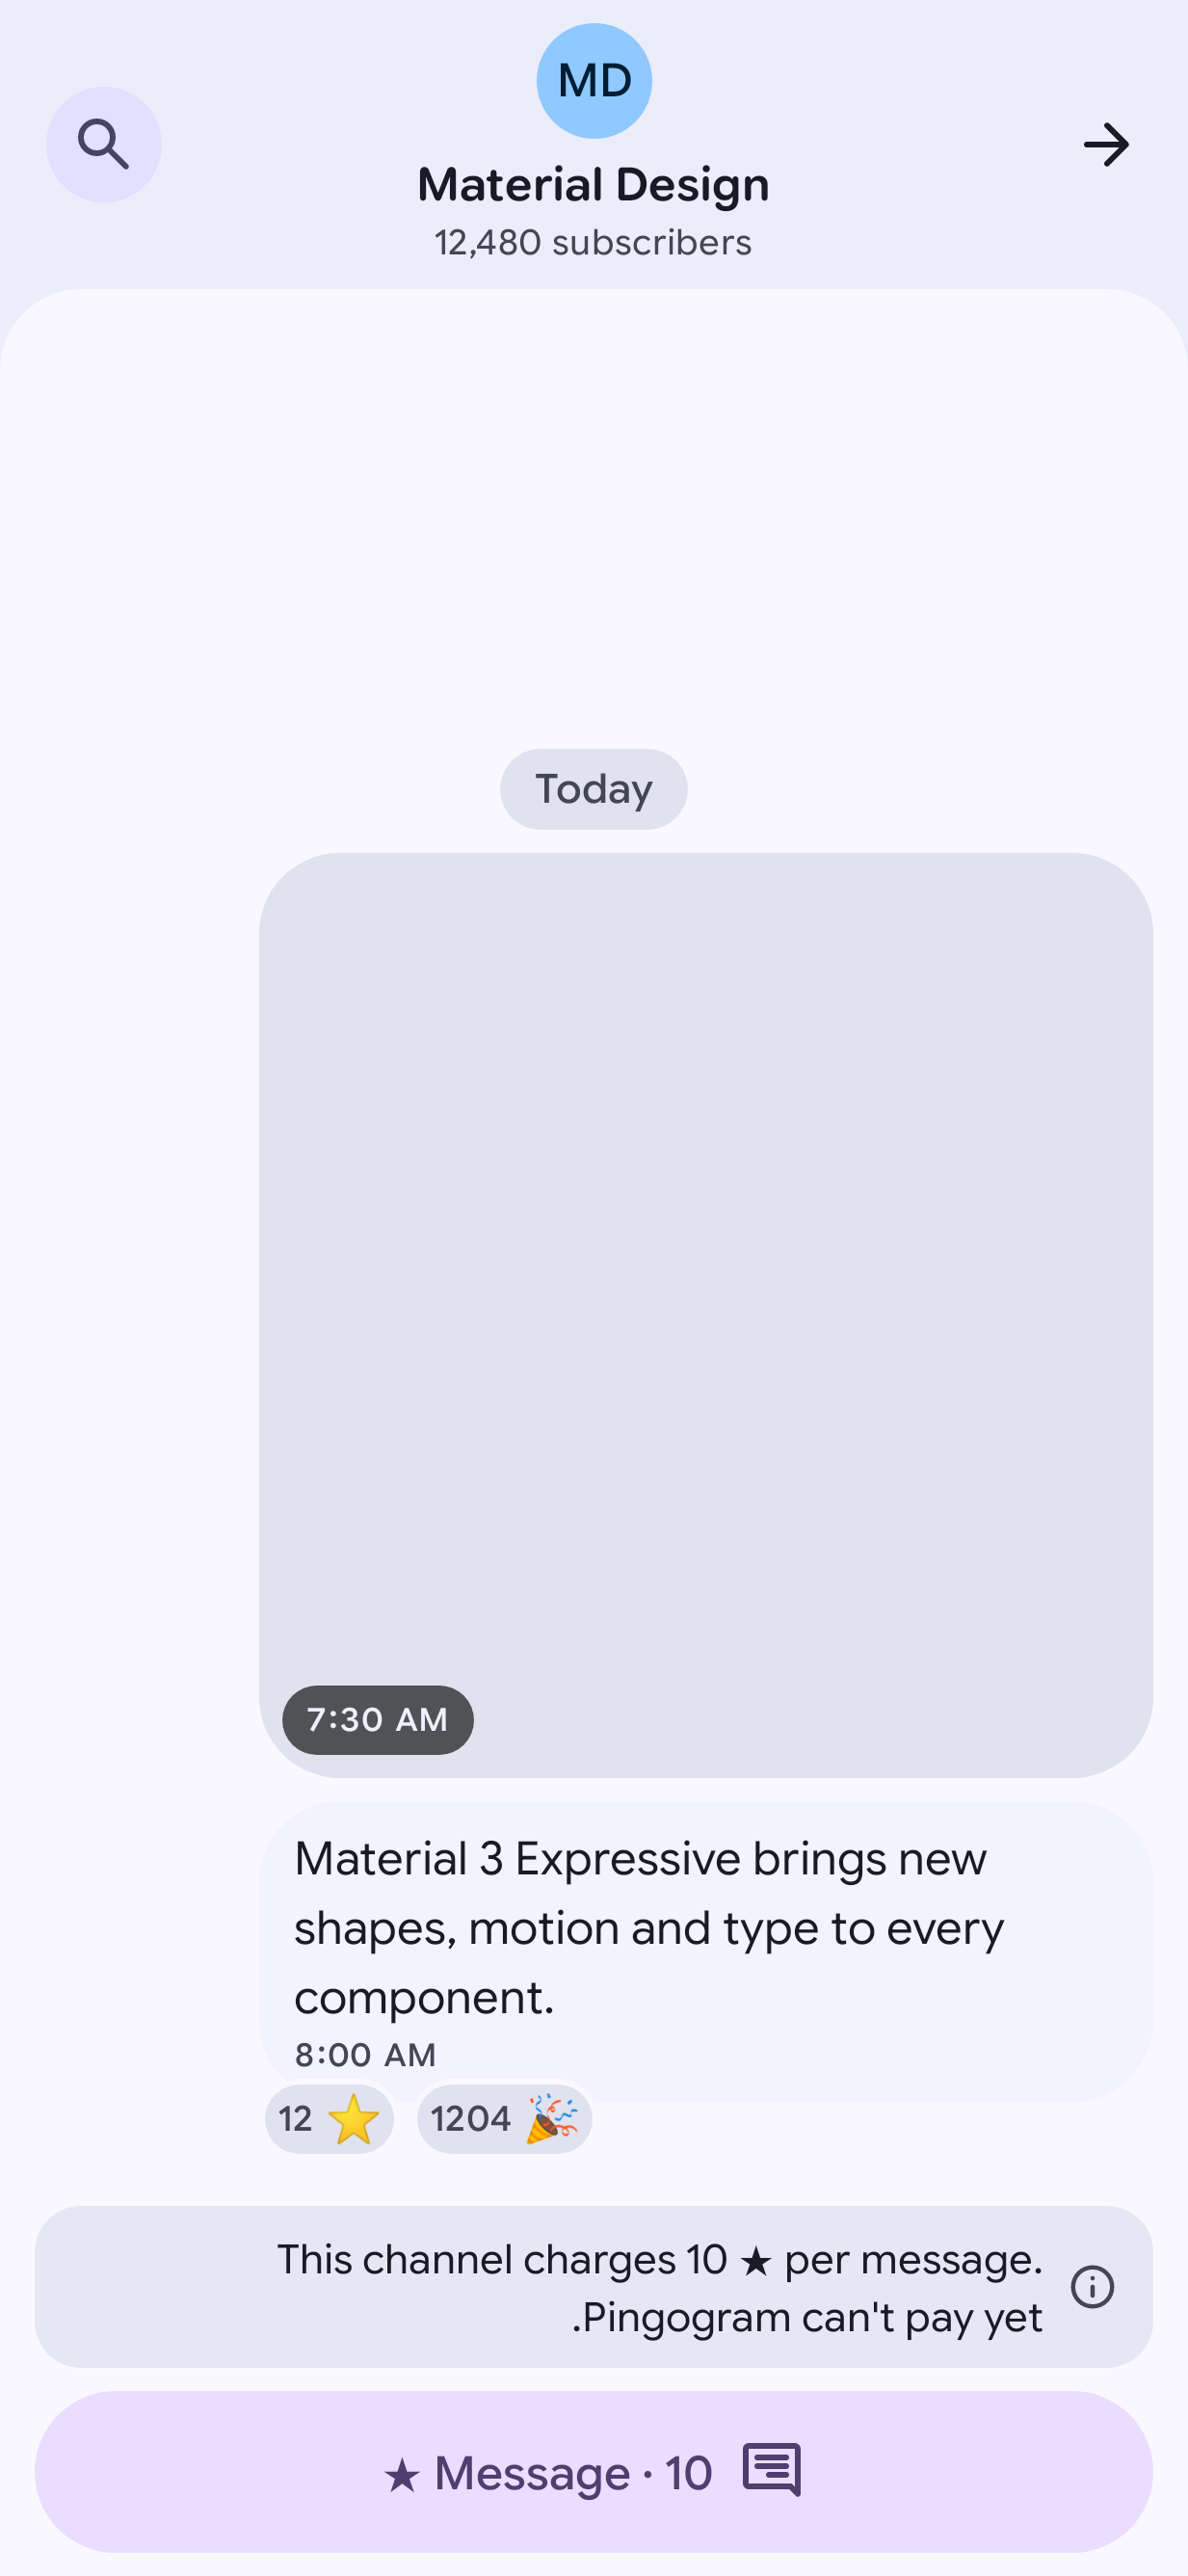 MD
Material Design
12,480 subscribers
Today
7:30 AM
Material 3 Expressive brings new
shapes, motion and type to every
component.
8:00 AM
12 ⭐ 1204 🎉
This channel charges 10 ★ per message.
.Pingogram can't pay yet
★ Message · 10